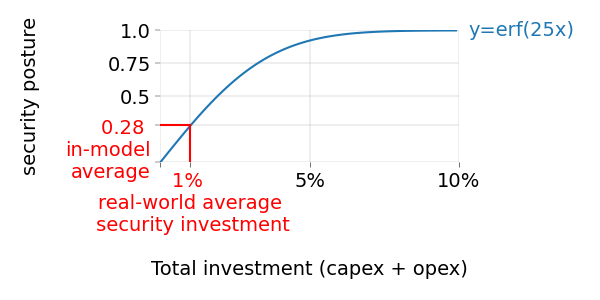 security posture
1.0
0.75
0.5
0.28
in-model
average
y=erf(25x)
1%
5%
10%
real-world average
security investment
Total investment (capex + opex)